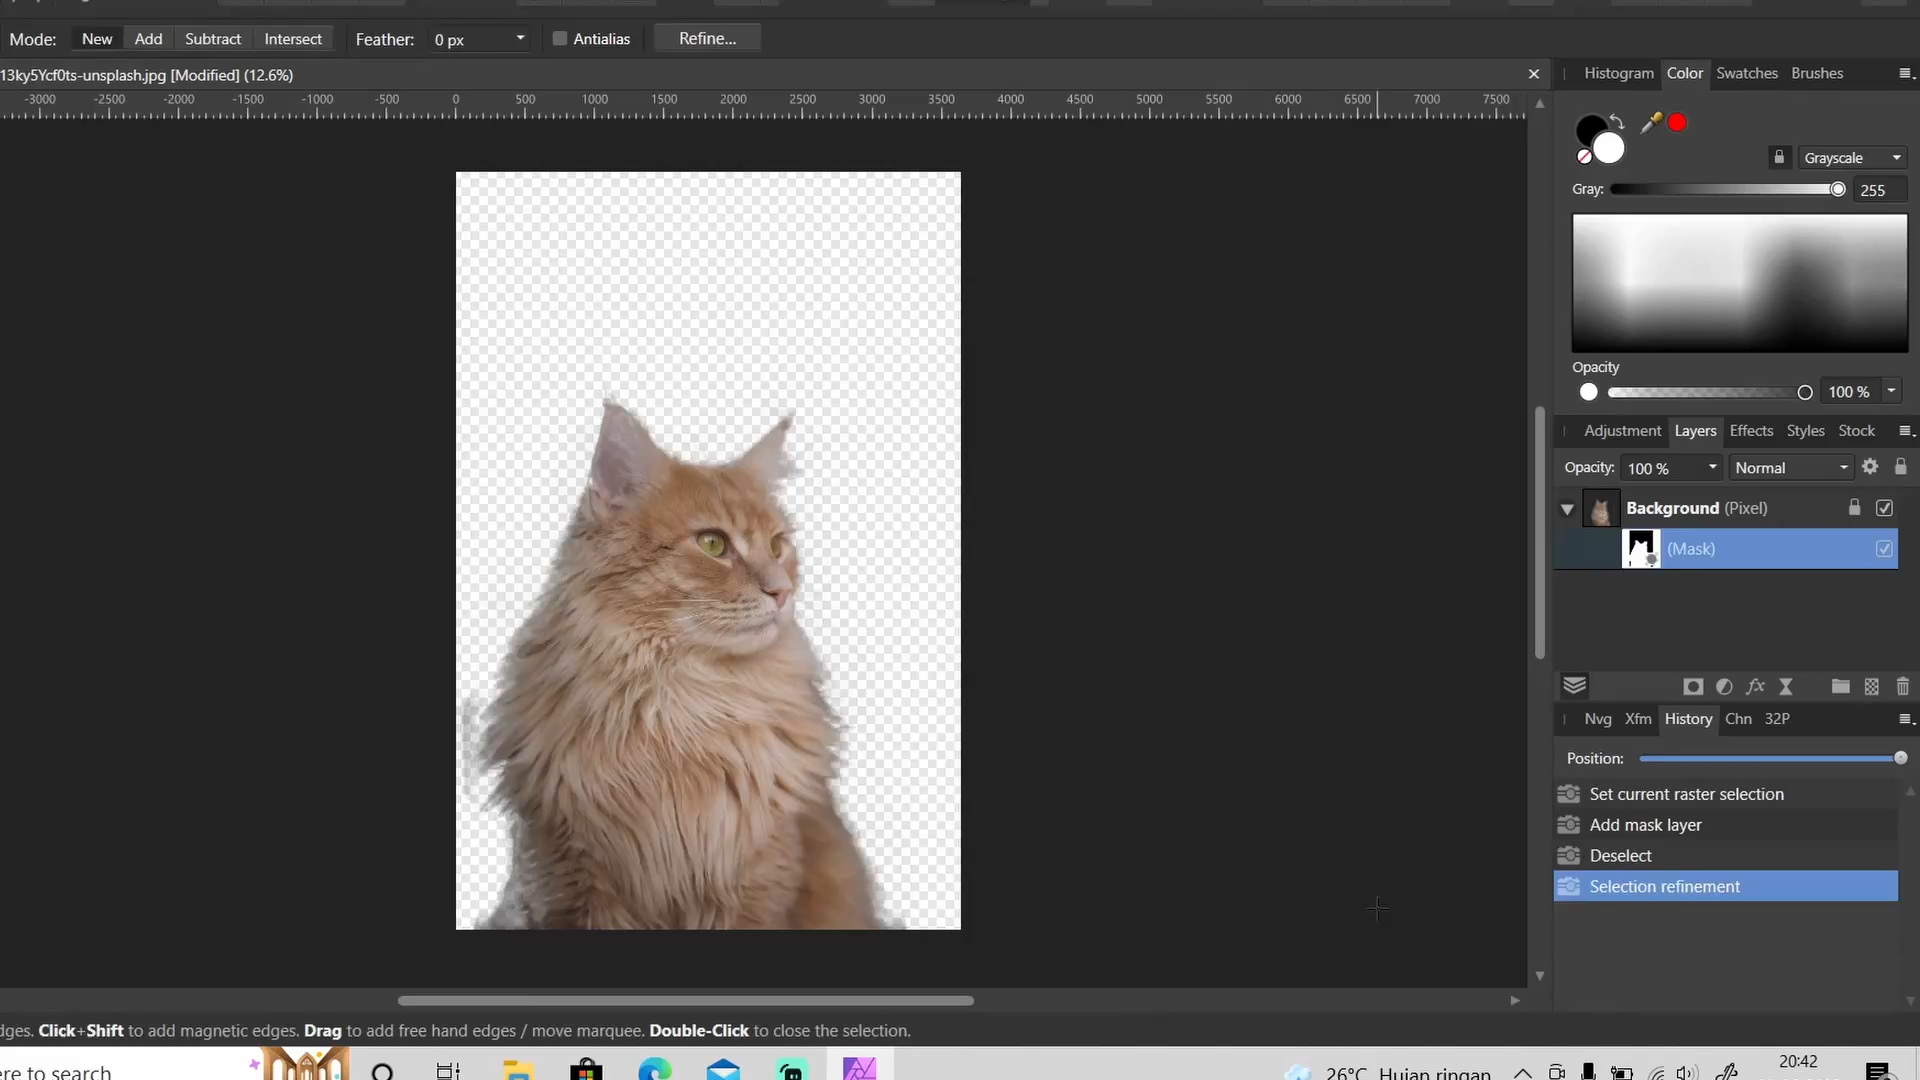 Mode: New Add Subtract Intersect Feather: 0 px Antialias Refine...
13ky5Ycf0ts-unsplash.jpg [Modified] (12.6%)
-3000 -2500 -2000 -1500 -1000 -500 0 500 1000 1500 2000 2500 3000 3500 4000 4500 5000 5500 6000 6500 7000 7500
Histogram Color Swatches Brushes
Grayscale
Gray: 255
Opacity
100 %
Adjustment Layers Effects Styles Stock
Opacity: 100 % Normal
Background (Pixel)
(Mask)
fx
Nvg Xfm History Chn 32P
Position:
Set current raster selection
Add mask layer
Deselect
Selection refinement
dges. Click+Shift to add magnetic edges. Drag to add free hand edges / move marquee. Double-Click to close the selection.
ere to search
26°C Hujan ringan
20:42